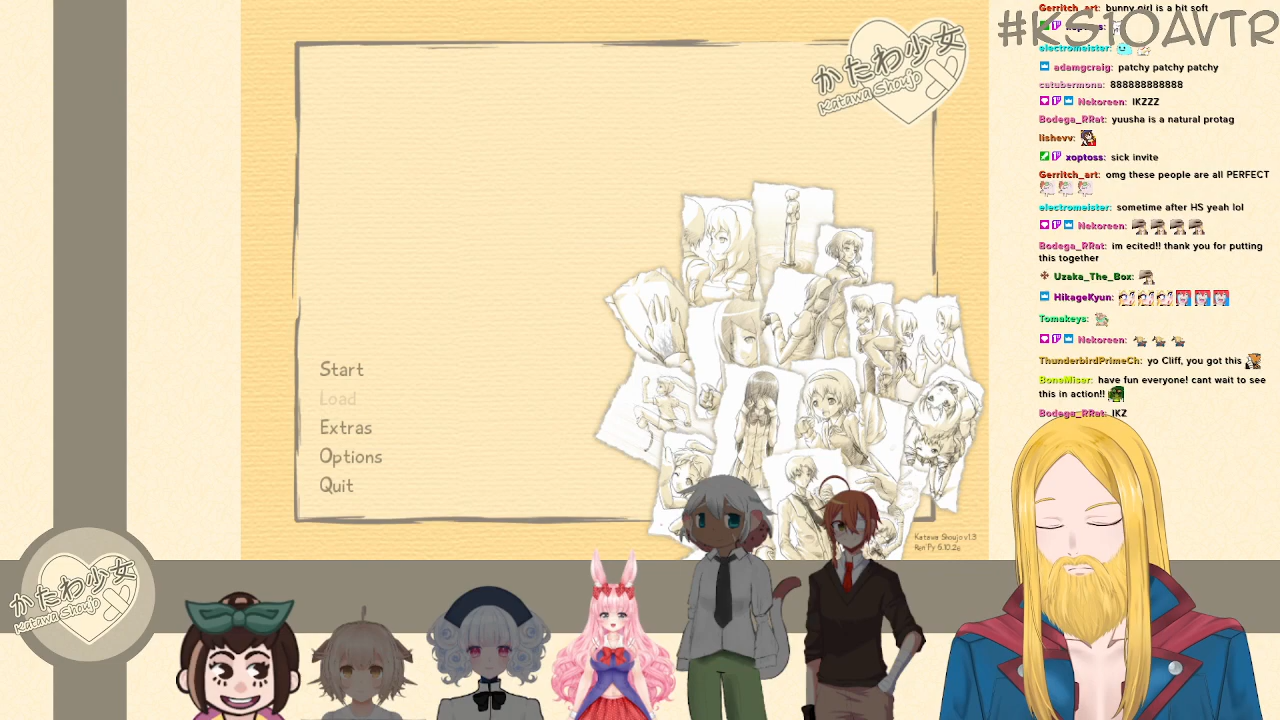 #KS10AVTR
かたわ少女
Katawa Shoujo
Start
Load
Extras
Options
Quit
Katawa Shoujo v1.3
Ren'Py 6.10.2e
かたわ少女
Katawa Shoujo
Gerritch_art: bunny girl is a bit soft
xoptoss:
electromeister:
adamgcraig: patchy patchy patchy
catubermona: 888888888888
Nekoreen: IKZZZ
Bodega_RRat: yuusha is a natural protag
lishevv:
xoptoss: sick invite
Gerritch_art: omg these people are all PERFECT
electromeister: sometime after HS yeah lol
Nekoreen:
Bodega_RRat: im ecited!! thank you for putting
this together
Uzaka_The_Box:
HikageKyun:
Tomakeys:
Nekoreen:
ThunderbirdPrimeCh: yo Cliff, you got this
BoneMiser: have fun everyone! cant wait to see
this in action!!
Bodega_RRat: IKZ